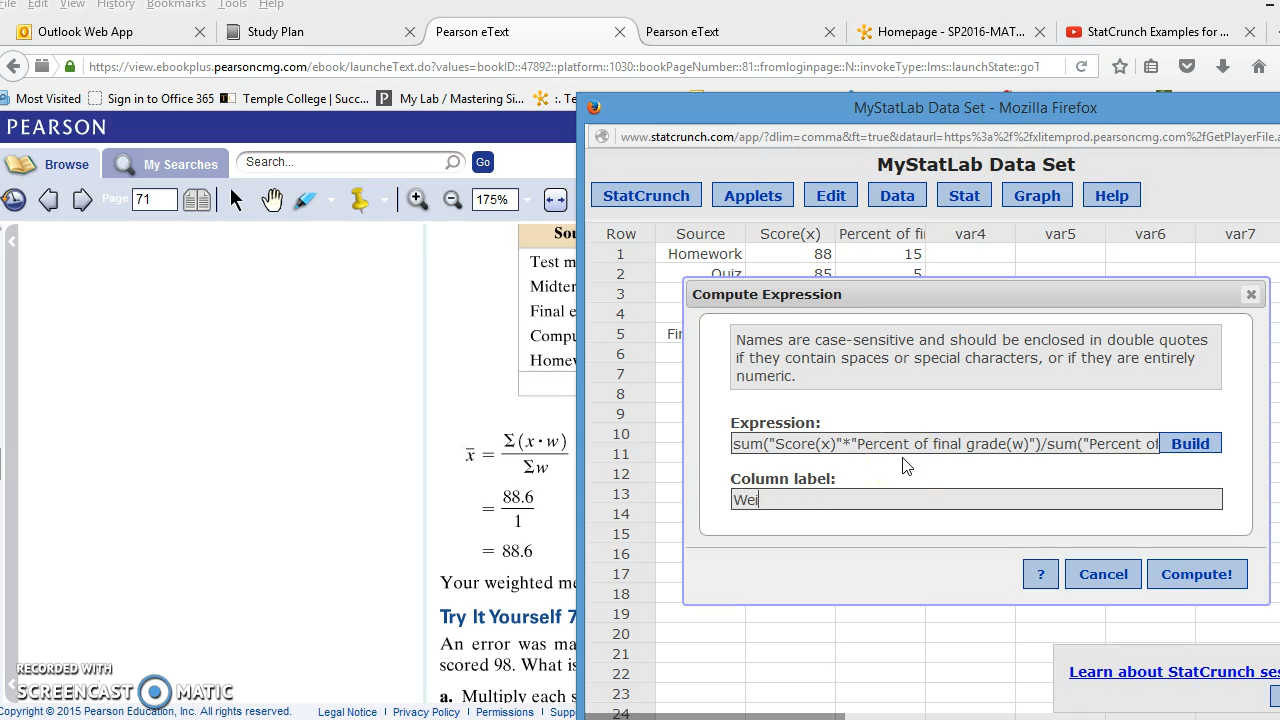 File Edit View History Bookmarks Tools Help
Outlook Web App × Study Plan × Pearson eText × Pearson eText × Homepage - SP2016-MAT... × StatCrunch Examples for ... ×
https://view.ebookplus.pearsoncmg.com/ebook/launcheText.do?values=bookID::47892::platform::1030::bookPageNumber::81::fromloginpage::N::invokeType::lms::launchState::goT
Most Visited Sign in to Office 365 Temple College | Succ... My Lab / Mastering Si...
PEARSON
Browse My Searches Search... Go
Page 71 175%
Test m
Midter
Final e
Compu
Homew
x̄ = Σ(x · w) / Σw
= 88.6 / 1
= 88.6
Your weighted me
Try It Yourself 7
An error was ma
scored 98. What is
a. Multiply each s
RECORDED WITH
SCREENCAST MATIC
Copyright © 2015 Pearson Education, Inc. All rights reserved. Legal Notice | Privacy Policy | Permissions | Supp
MyStatLab Data Set - Mozilla Firefox
www.statcrunch.com/app/?dlim=comma&ft=true&dataurl=https%3a%2f%2fxlitemprod.pearsoncmg.com%2fGetPlayerFile.
MyStatLab Data Set
StatCrunch Applets Edit Data Stat Graph Help
Row Source Score(x) Percent of fi var4 var5 var6 var7
1 Homework 88 15
2 Quiz 85 5
3
4
5 Fi
6
7
8
9
10
11
12
13
14
15
16
17
18
19
20
21
22
23
24
Compute Expression
Names are case-sensitive and should be enclosed in double quotes
if they contain spaces or special characters, or if they are entirely
numeric.
Expression:
sum("Score(x)"*"Percent of final grade(w)")/sum("Percent of Build
Column label:
Wei
? Cancel Compute!
Learn about StatCrunch ses